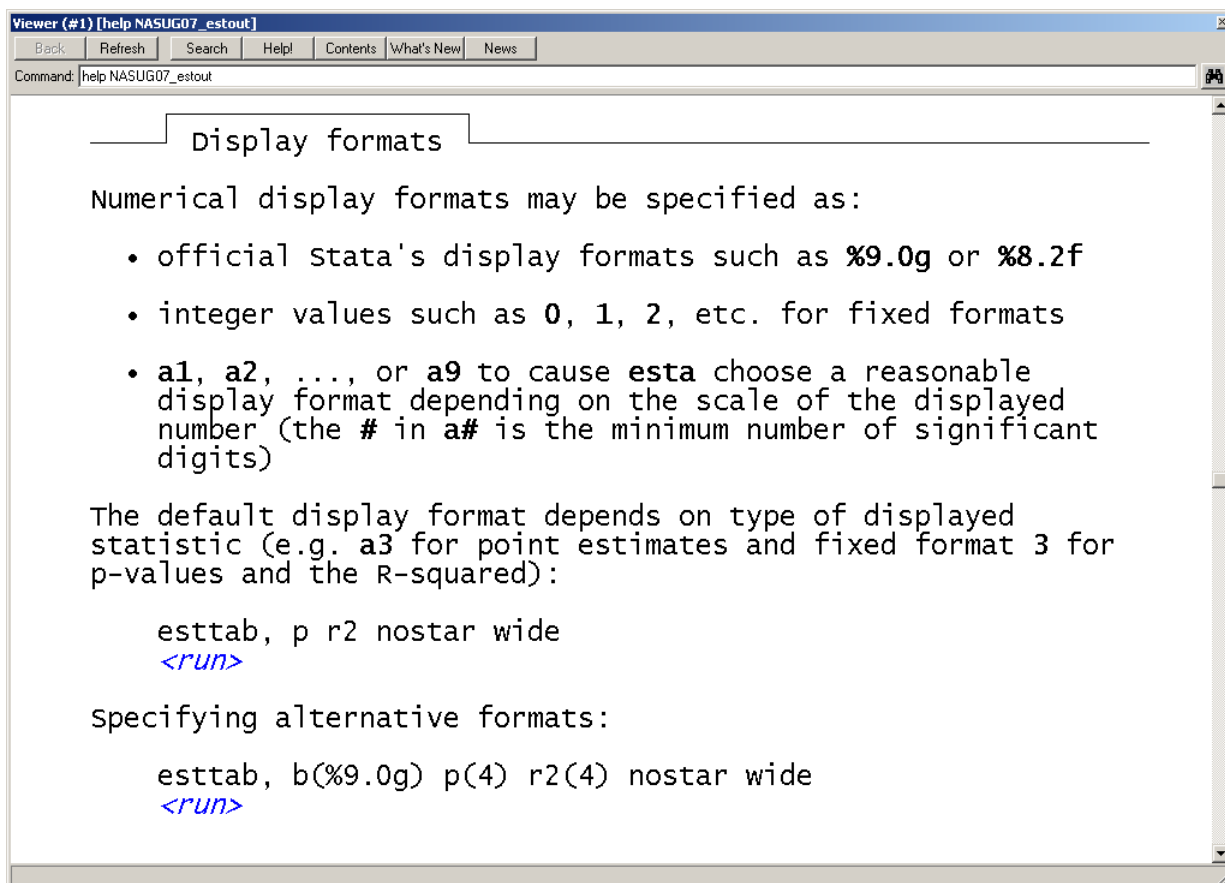 Viewer (#1) [help NASUG07_estout]
Back Refresh Search Help! Contents What's New News
Command: help NASUG07_estout
Display formats
Numerical display formats may be specified as:
• official Stata's display formats such as %9.0g or %8.2f
• integer values such as 0, 1, 2, etc. for fixed formats
• a1, a2, ..., or a9 to cause esta choose a reasonable
display format depending on the scale of the displayed
number (the # in a# is the minimum number of significant
digits)
The default display format depends on type of displayed
statistic (e.g. a3 for point estimates and fixed format 3 for
p-values and the R-squared):
esttab, p r2 nostar wide
<run>
Specifying alternative formats:
esttab, b(%9.0g) p(4) r2(4) nostar wide
<run>